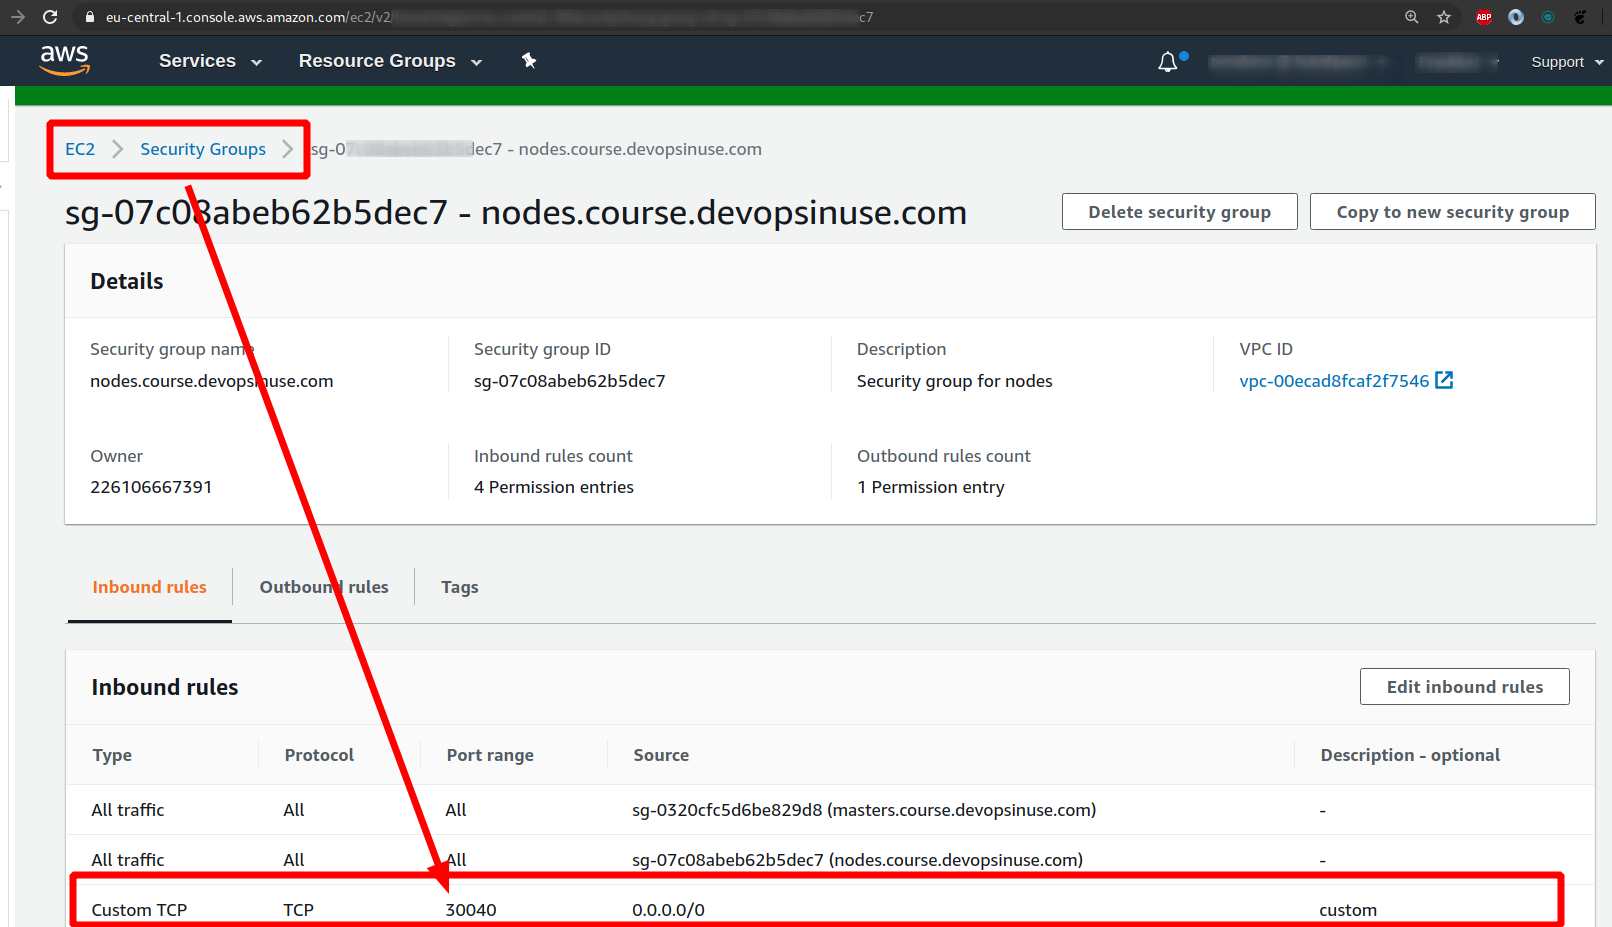 eu-central-1.console.aws.amazon.com/ec2/v2/ c7
ABP
aws Services Resource Groups Support
EC2 Security Groups sg-0 dec7 - nodes.course.devopsinuse.com
sg-07c08abeb62b5dec7 - nodes.course.devopsinuse.com Delete security group Copy to new security group
Details
Security group name Security group ID Description VPC ID
nodes.course.devopsinuse.com sg-07c08abeb62b5dec7 Security group for nodes vpc-00ecad8fcaf2f7546
Owner Inbound rules count Outbound rules count
226106667391 4 Permission entries 1 Permission entry
Inbound rules Outbound rules Tags
Inbound rules Edit inbound rules
Type Protocol Port range Source Description - optional
All traffic All All sg-0320cfc5d6be829d8 (masters.course.devopsinuse.com) -
All traffic All All sg-07c08abeb62b5dec7 (nodes.course.devopsinuse.com) -
Custom TCP TCP 30040 0.0.0.0/0 custom